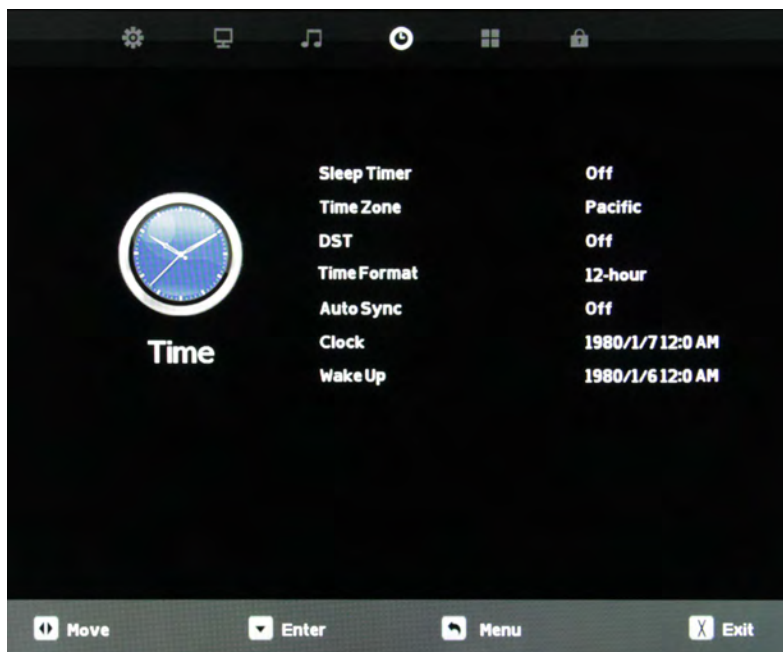 Sleep Timer Off
Time Zone Pacific
DST Off
Time Format 12-hour
Auto Sync Off
Clock 1980/1/7 12:0 AM
Wake Up 1980/1/6 12:0 AM
Time
Move Enter Menu X Exit